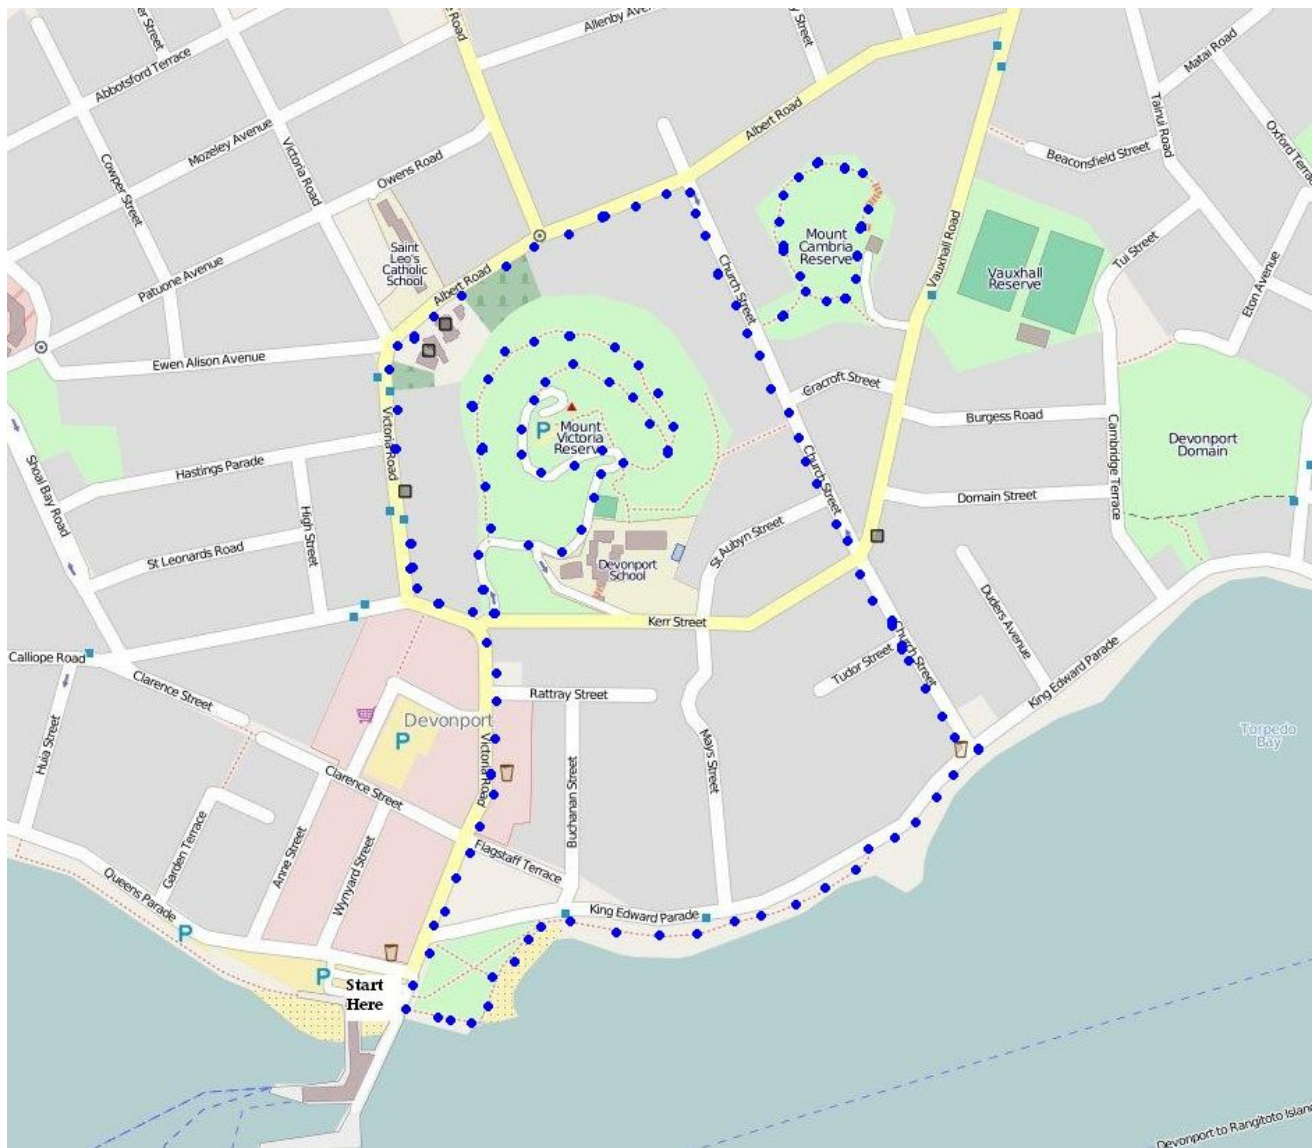 Allenby Ave
Road
Abbotsford Terrace
Mozeley Avenue
Cowper Street
Victoria Road
Owens Road
Patuone Avenue
Saint
Leo's
Catholic
School
Albert Road
Albert Road
Matai Road
Tainui Road
Oxford Terrac
Beaconsfield Street
Mount
Cambria
Reserve
Vauxhall Road
Vauxhall
Reserve
Tui Street
Eton Avenue
Church Street
Ewen Alison Avenue
Victoria Road
Hastings Parade
Shoal Bay Road
High Street
St Leonards Road
P
Mount
Victoria
Reserve
Cracroft Street
Burgess Road
Cambridge Terrace
Devonport
Domain
Church Street
Domain Street
St Aubyn Street
Devonport
School
Kerr Street
Duders Avenue
Church Street
Tudor Street
King Edward Parade
Calliope Road
Clarence Street
Huia Street
Devonport
P
Rattray Street
Victoria Road
Buchanan Street
Mays Street
Torpedo
Bay
Clarence Street
Garden Terrace
Anne Street
Wynyard Street
Flagstaff Terrace
Queens Parade
King Edward Parade
P
P
Start
Here
Devonport to Rangitoto Island